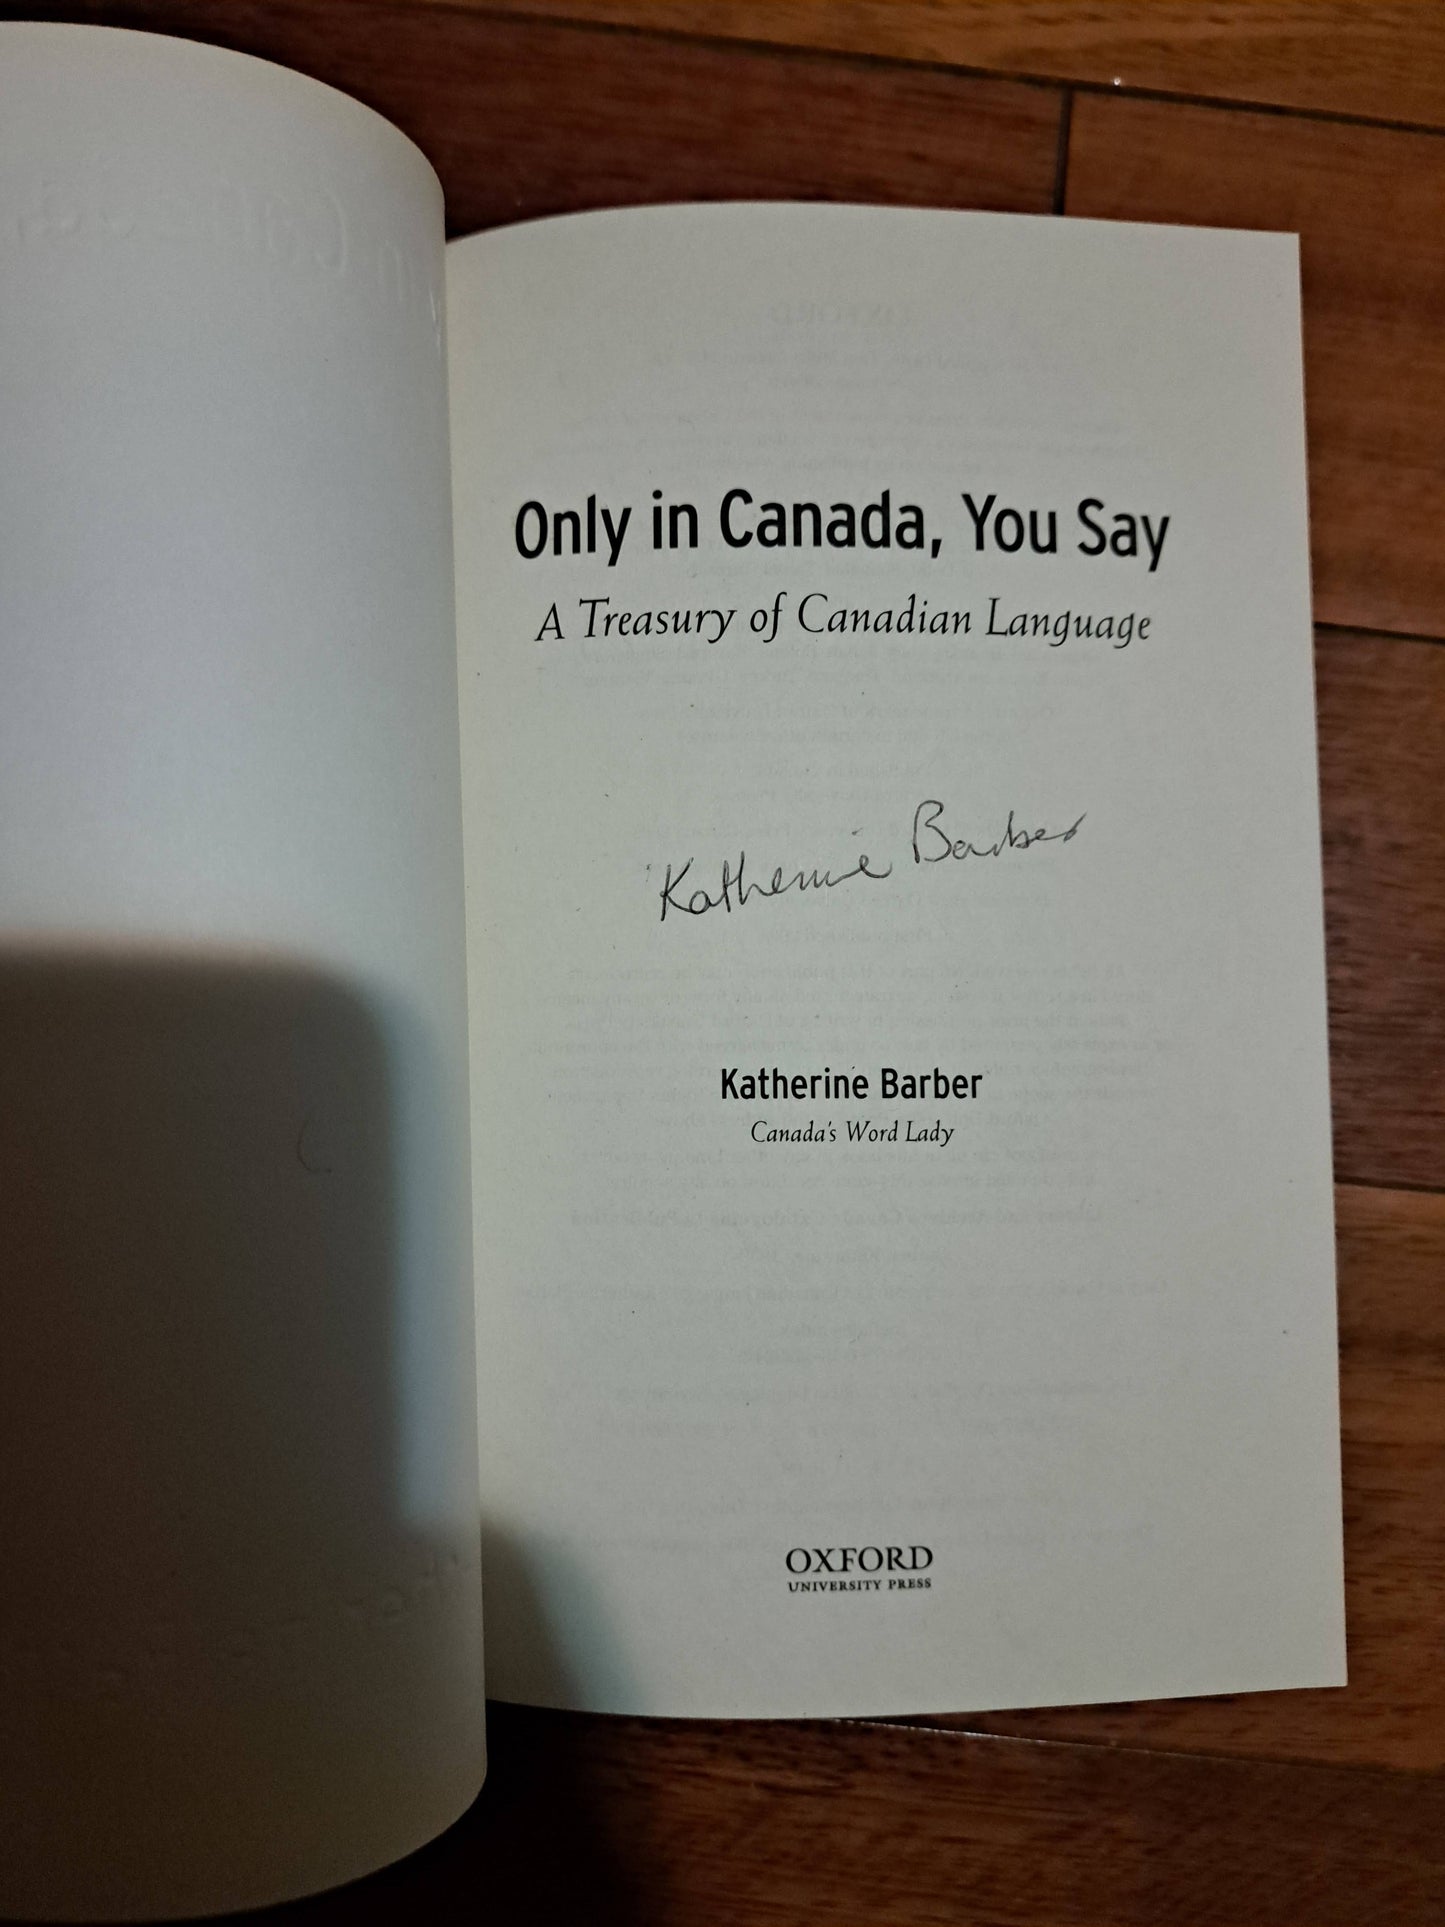 Only in Canada, You Say
A Treasury of Canadian Language
Katherine Barber
Katherine Barber
Canada's Word Lady
OXFORD
UNIVERSITY PRESS